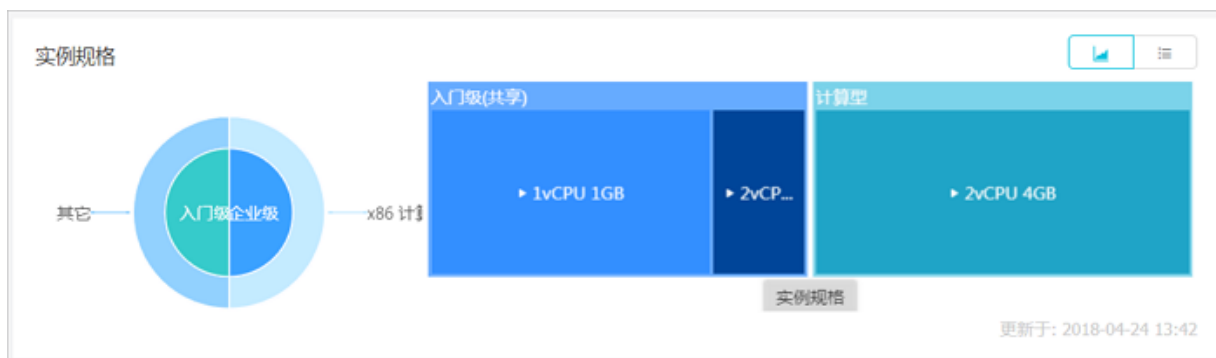 实例规格
入门级(共享)
计算型
其它
入门级
企业级
x86 计
1vCPU 1GB
2vCP...
2vCPU 4GB
实例规格
更新于: 2018-04-24 13:42